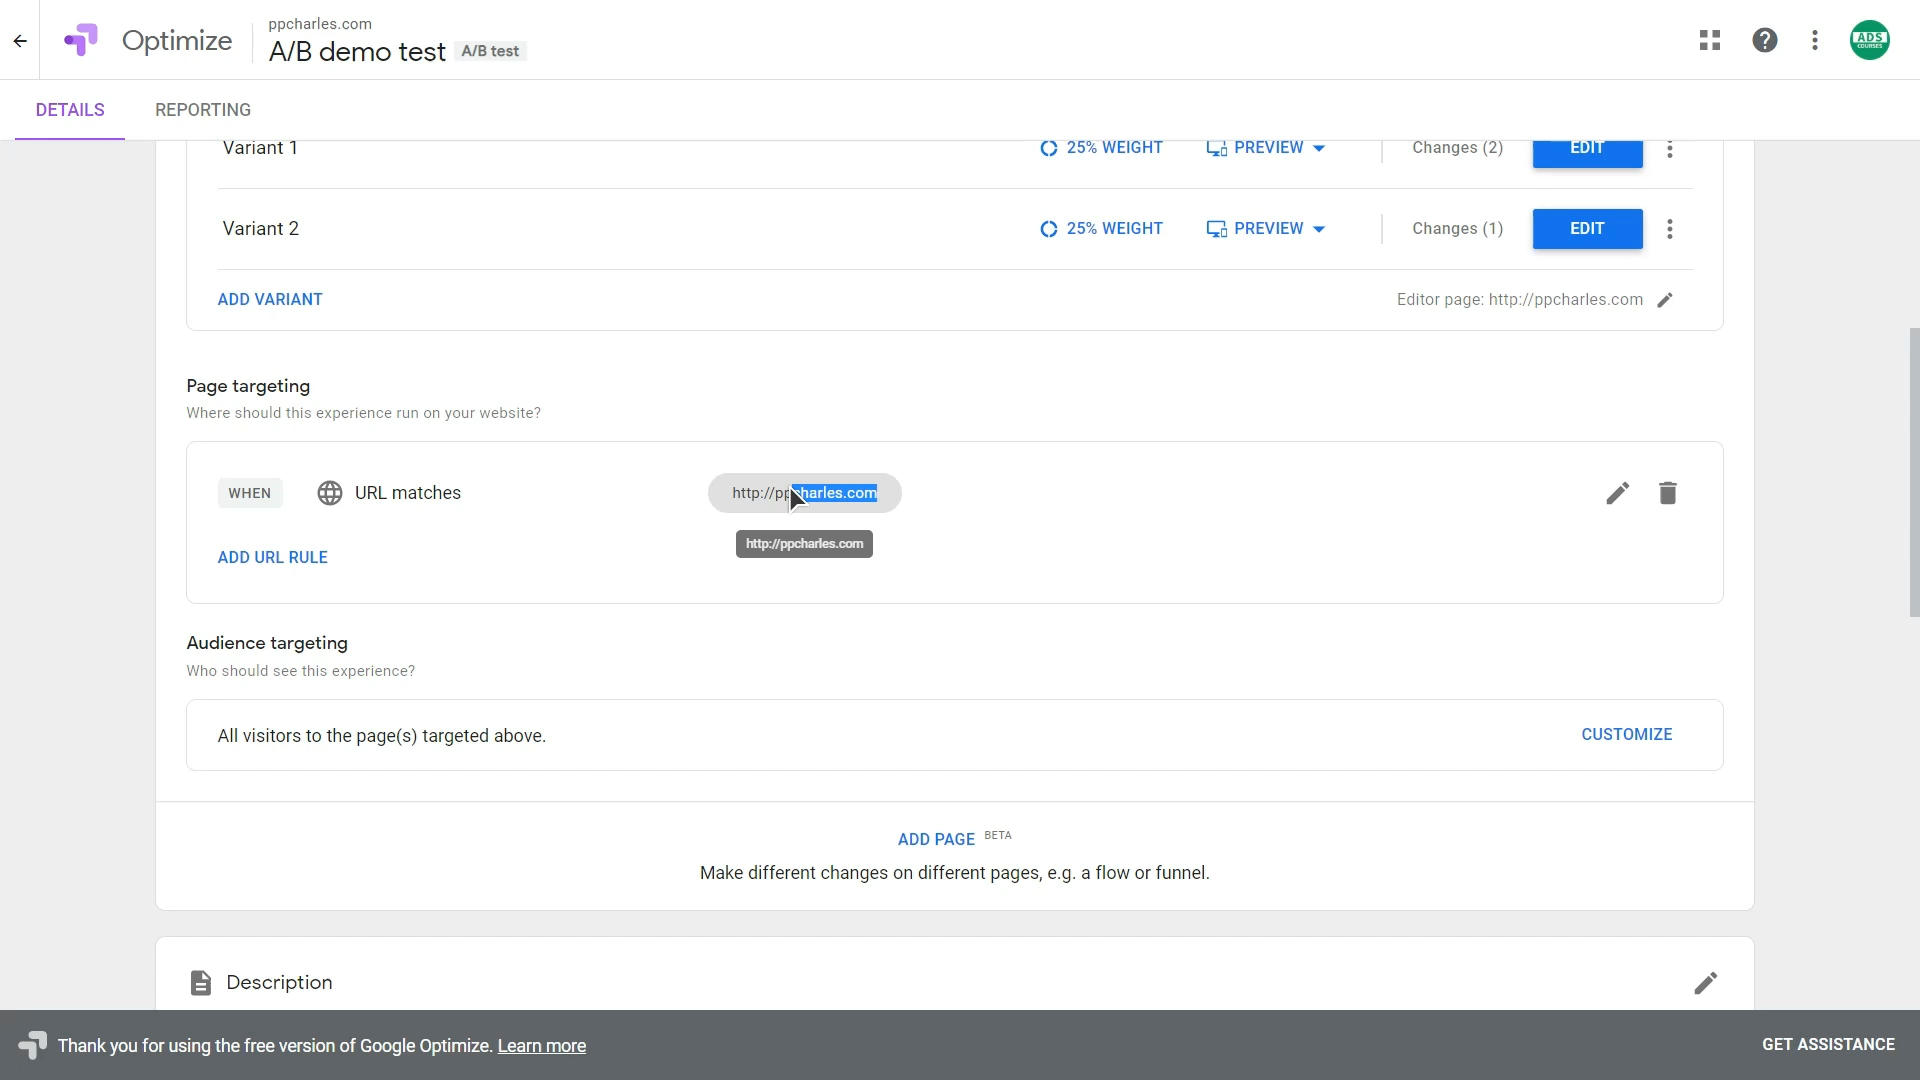 ppcharles.com
Optimize
A/B demo test A/B test
ADS
COURSES
DETAILS REPORTING
Variant 1 25% WEIGHT PREVIEW Changes (2) EDIT
Variant 2 25% WEIGHT PREVIEW Changes (1) EDIT
ADD VARIANT Editor page: http://ppcharles.com
Page targeting
Where should this experience run on your website?
WHEN URL matches http://ppcharles.com
http://ppcharles.com
ADD URL RULE
Audience targeting
Who should see this experience?
All visitors to the page(s) targeted above. CUSTOMIZE
ADD PAGE BETA
Make different changes on different pages, e.g. a flow or funnel.
Description
Thank you for using the free version of Google Optimize. Learn more GET ASSISTANCE